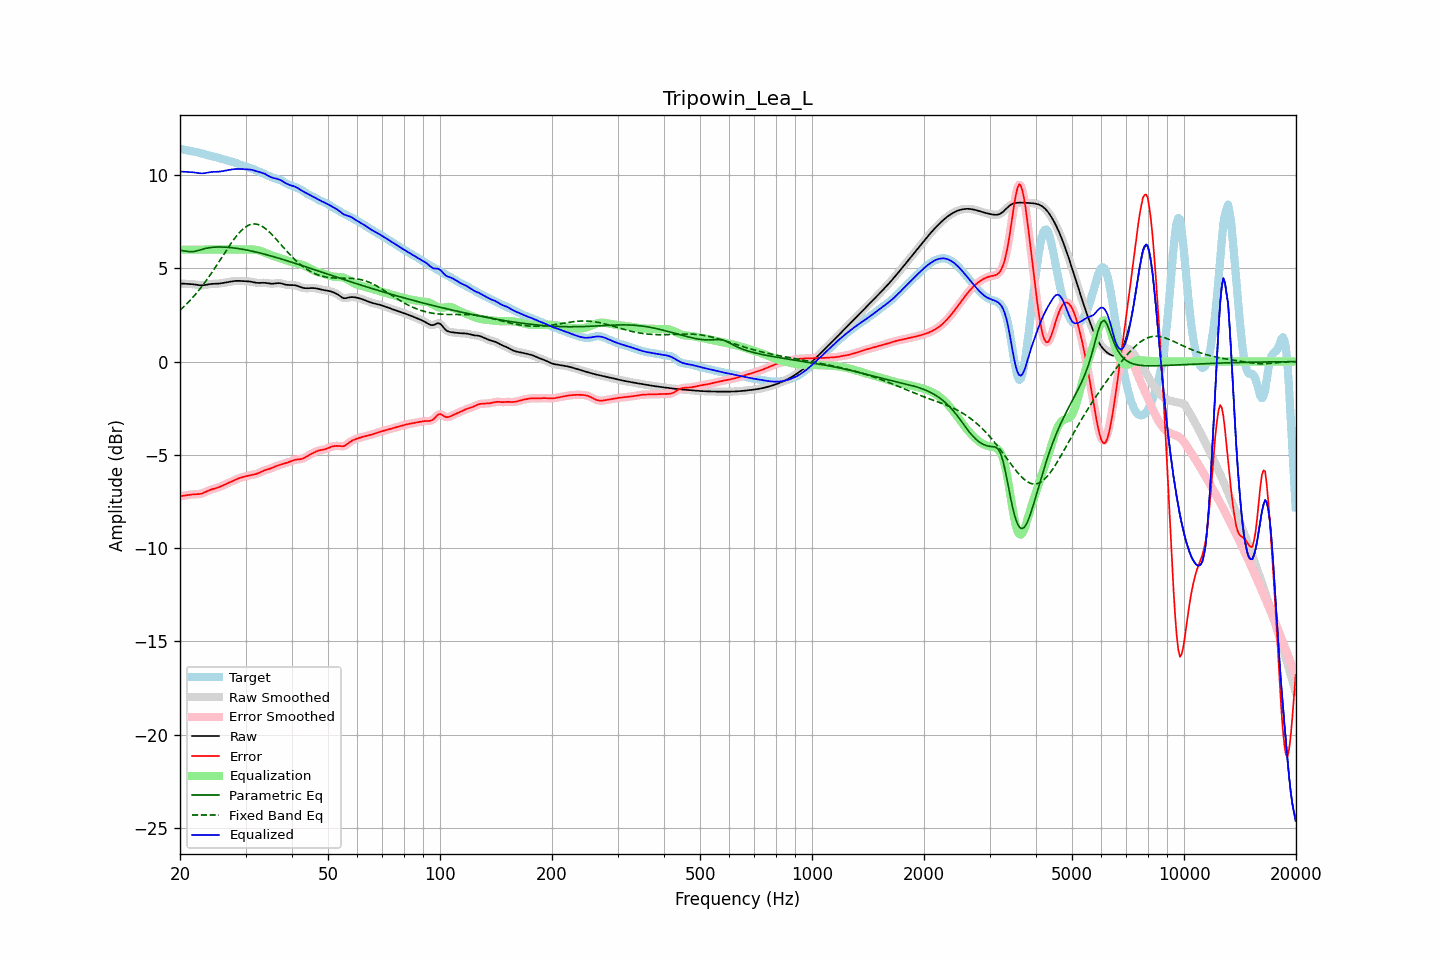 Tripowin_Lea_L
Amplitude (dBr)
10
5
0
−5
−10
−15
−20
−25
Target
Raw Smoothed
Error Smoothed
Raw
Error
Equalization
Parametric Eq
Fixed Band Eq
Equalized
20 50 100 200 500 1000 2000 5000 10000 20000
Frequency (Hz)